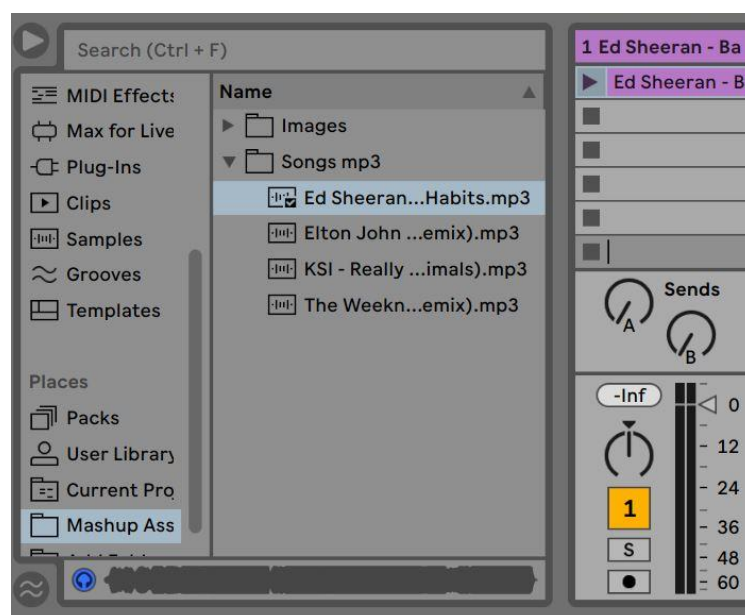 Search (Ctrl + F)
MIDI Effects
Max for Live
Plug-Ins
Clips
Samples
Grooves
Templates
Places
Packs
User Library
Current Pro
Mashup Ass
Name
Images
Songs mp3
Ed Sheeran...Habits.mp3
Elton John ...emix).mp3
KSI - Really ...imals).mp3
The Weekn...emix).mp3
1 Ed Sheeran - Ba
Ed Sheeran - B
Sends
A
B
-Inf
0
12
24
36
48
60
1
S